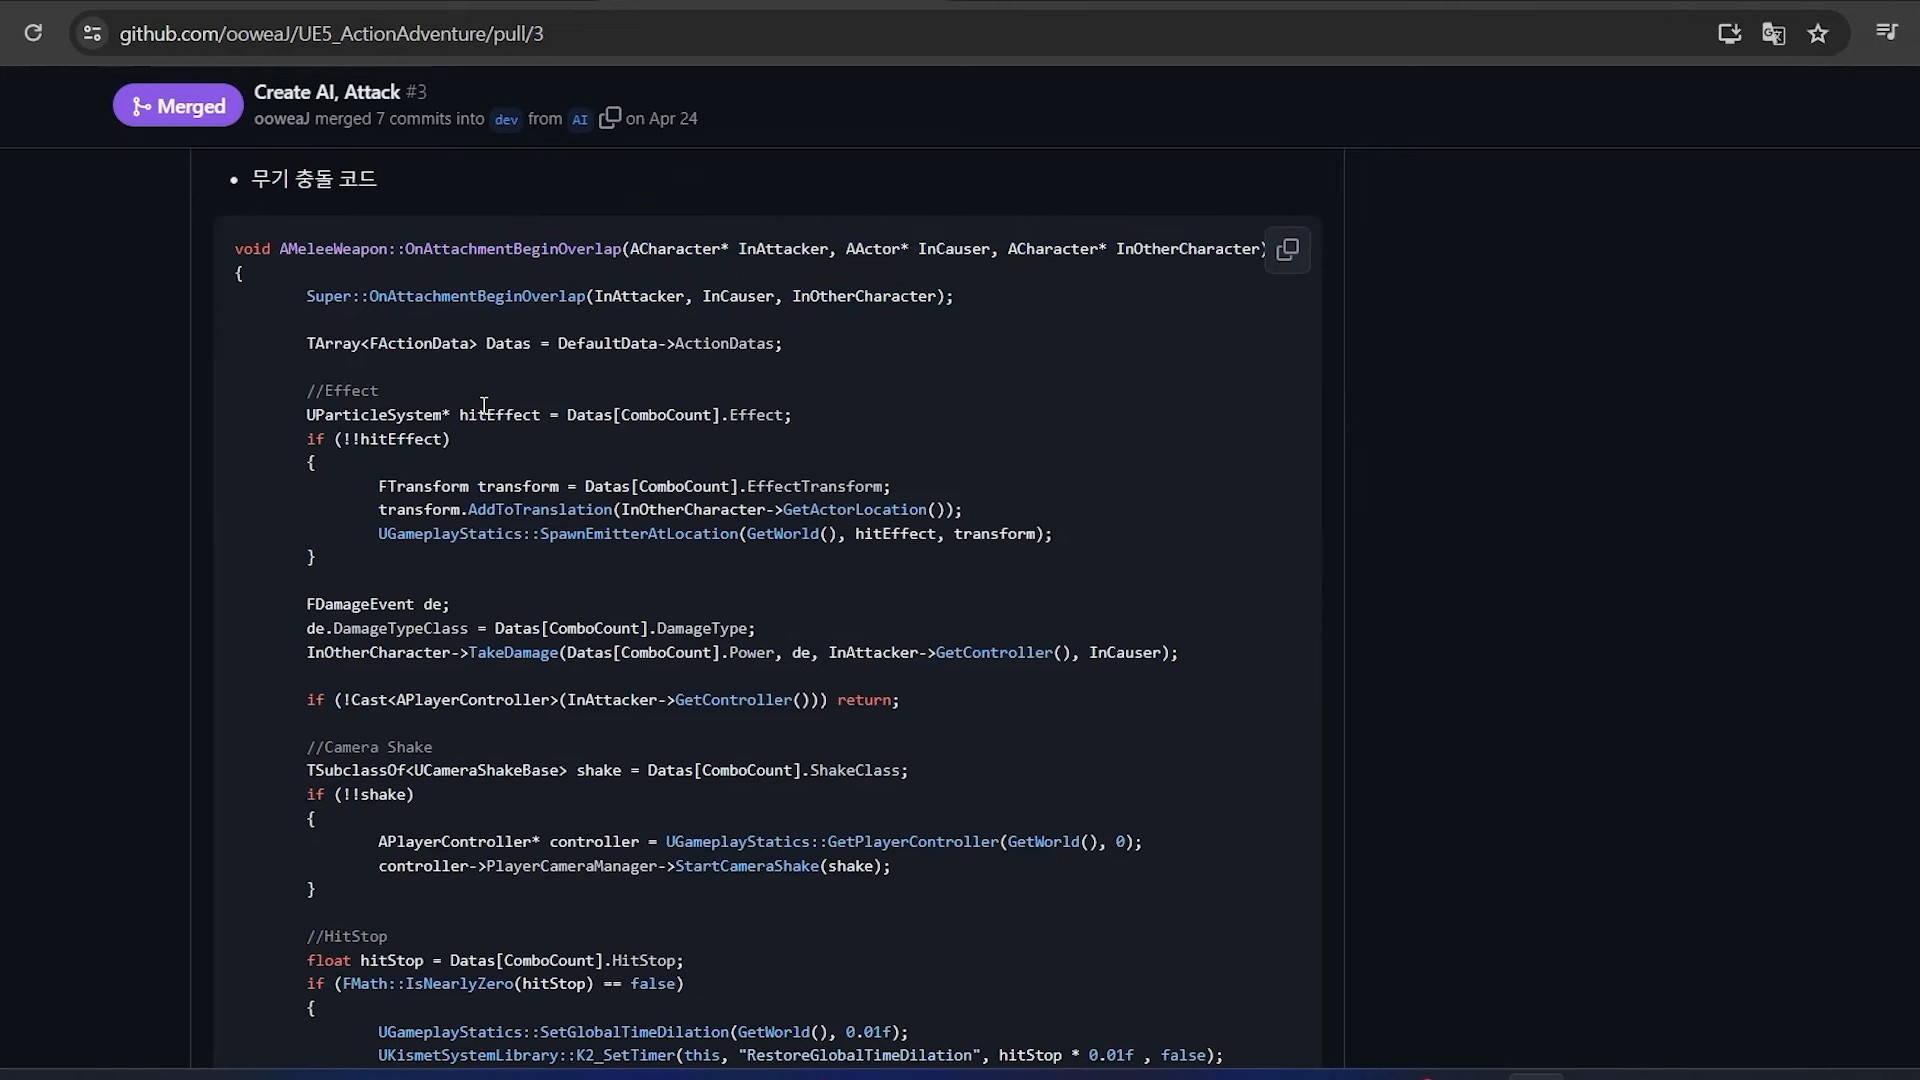 github.com/ooweaJ/UE5_ActionAdventure/pull/3
Merged
Create AI, Attack #3
ooweaJ merged 7 commits into dev from AI on Apr 24
• 무기 충돌 코드
void AMeleeWeapon::OnAttachmentBeginOverlap(ACharacter* InAttacker, AActor* InCauser, ACharacter* InOtherCharacter)
{
Super::OnAttachmentBeginOverlap(InAttacker, InCauser, InOtherCharacter);
TArray<FActionData> Datas = DefaultData->ActionDatas;
//Effect
UParticleSystem* hitEffect = Datas[ComboCount].Effect;
if (!!hitEffect)
{
FTransform transform = Datas[ComboCount].EffectTransform;
transform.AddToTranslation(InOtherCharacter->GetActorLocation());
UGameplayStatics::SpawnEmitterAtLocation(GetWorld(), hitEffect, transform);
}
FDamageEvent de;
de.DamageTypeClass = Datas[ComboCount].DamageType;
InOtherCharacter->TakeDamage(Datas[ComboCount].Power, de, InAttacker->GetController(), InCauser);
if (!Cast<APlayerController>(InAttacker->GetController())) return;
//Camera Shake
TSubclassOf<UCameraShakeBase> shake = Datas[ComboCount].ShakeClass;
if (!!shake)
{
APlayerController* controller = UGameplayStatics::GetPlayerController(GetWorld(), 0);
controller->PlayerCameraManager->StartCameraShake(shake);
}
//HitStop
float hitStop = Datas[ComboCount].HitStop;
if (FMath::IsNearlyZero(hitStop) == false)
{
UGameplayStatics::SetGlobalTimeDilation(GetWorld(), 0.01f);
UKismetSystemLibrary::K2_SetTimer(this, "RestoreGlobalTimeDilation", hitStop * 0.01f , false);